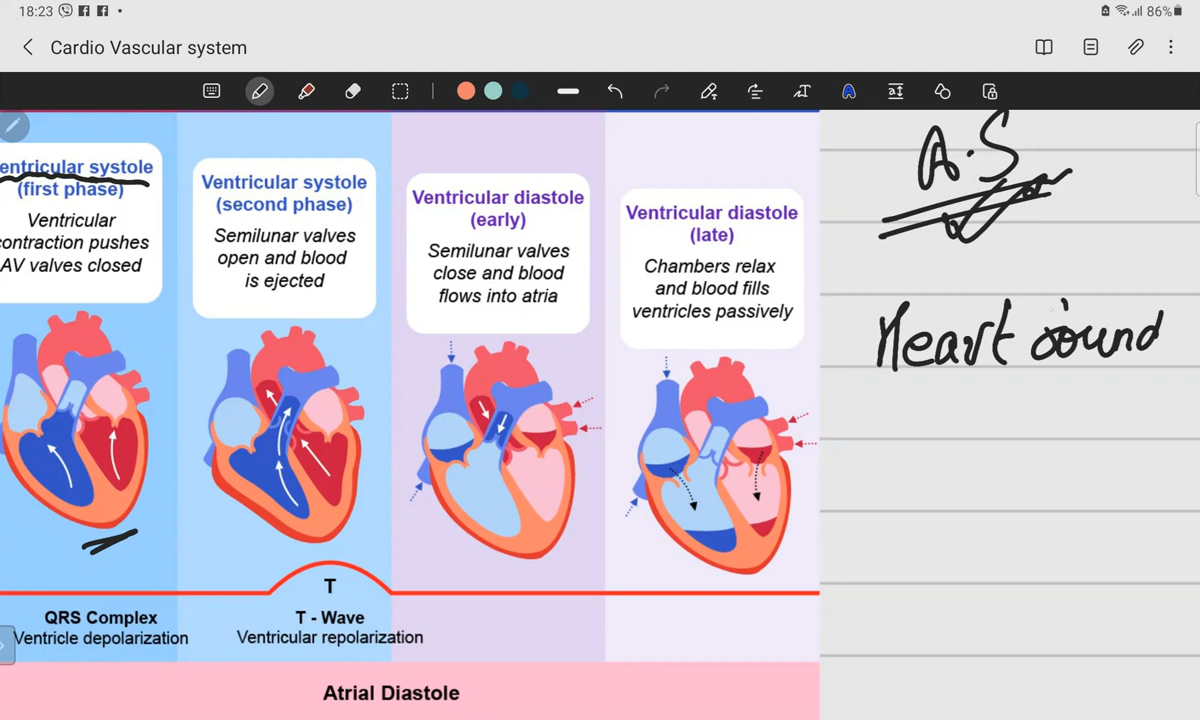 18:23
86%
Cardio Vascular system
entricular systole
(first phase)
Ventricular
contraction pushes
AV valves closed
Ventricular systole
(second phase)
Semilunar valves
open and blood
is ejected
Ventricular diastole
(early)
Semilunar valves
close and blood
flows into atria
Ventricular diastole
(late)
Chambers relax
and blood fills
ventricles passively
A.S
Heart sound
T
QRS Complex
Ventricle depolarization
T - Wave
Ventricular repolarization
Atrial Diastole